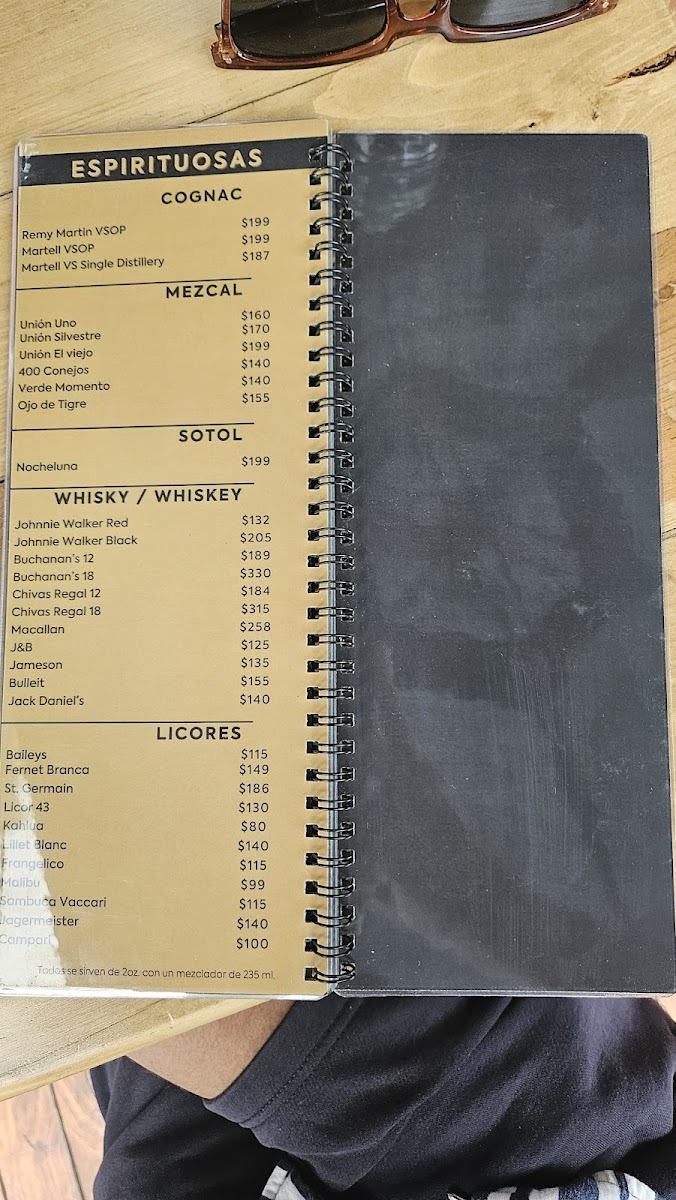 ESPIRITUOSAS
COGNAC
Remy Martin VSOP $199
Martell VSOP $199
Martell VS Single Distillery $187
MEZCAL
Unión Uno $160
Unión Silvestre $170
Unión El viejo $199
400 Conejos $140
Verde Momento $140
Ojo de Tigre $155
SOTOL
Nocheluna $199
WHISKY / WHISKEY
Johnnie Walker Red $132
Johnnie Walker Black $205
Buchanan's 12 $189
Buchanan's 18 $330
Chivas Regal 12 $184
Chivas Regal 18 $315
Macallan $258
J&B $125
Jameson $135
Bulleit $155
Jack Daniel's $140
LICORES
Baileys $115
Fernet Branca $149
St. Germain $186
Licor 43 $130
Kahlua $80
Lillet Blanc $140
Frangelico $115
Malibu $99
Sambuca Vaccari $115
Jagermeister $140
Campari $100
Todos se sirven de 2oz. con un mezclador de 235 ml.